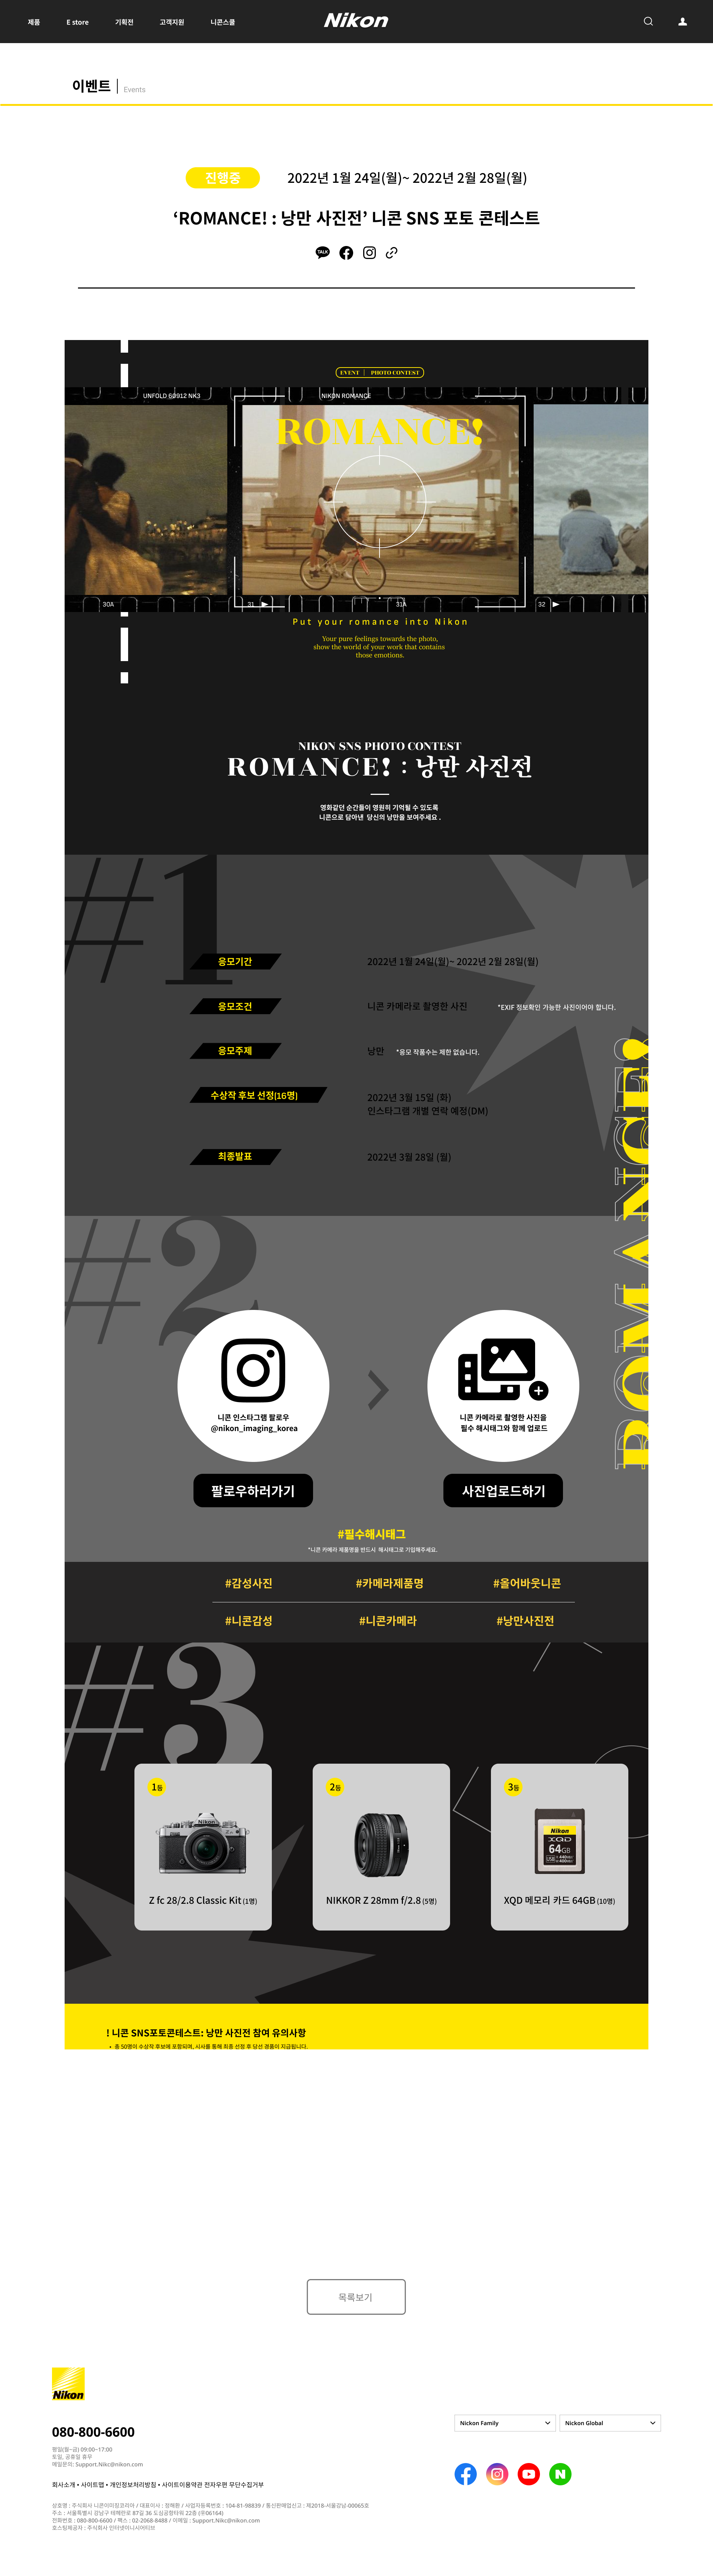 제품 E store 기획전 고객지원 니콘스쿨 Nikon
이벤트 Events
진행중 2022년 1월 24일(월)~ 2022년 2월 28일(월)
‘ROMANCE! : 낭만 사진전’ 니콘 SNS 포토 콘테스트
TALK
EVENT PHOTO CONTEST
UNFOLD 60912 NK3 NIKON ROMANCE
ROMANCE!
30A 31 31A 32
Put your romance into Nikon
Your pure feelings towards the photo,
show the world of your work that contains
those emotions.
NIKON SNS PHOTO CONTEST
ROMANCE! : 낭만 사진전
영화같던 순간들이 영원히 기억될 수 있도록
니콘으로 담아낸 당신의 낭만을 보여주세요 .
#1
응모기간 2022년 1월 24일(월)~ 2022년 2월 28일(월)
응모조건 니콘 카메라로 촬영한 사진 *EXIF 정보확인 가능한 사진이어야 합니다.
응모주제 낭만 *응모 작품수는 제한 없습니다.
수상작 후보 선정(16명) 2022년 3월 15일 (화)
인스타그램 개별 연락 예정(DM)
최종발표 2022년 3월 28일 (월)
ROMANCE!
#2
니콘 인스타그램 팔로우
@nikon_imaging_korea
니콘 카메라로 촬영한 사진을
필수 해시태그와 함께 업로드
팔로우하러가기 사진업로드하기
#필수해시태그
*니콘 카메라 제품명을 반드시 해시태그로 기입해주세요.
#감성사진 #카메라제품명 #올어바웃니콘
#니콘감성 #니콘카메라 #낭만사진전
#3
1등 2등 3등
Nikon
Nikon
XQD
64GB
Z fc 28/2.8 Classic Kit (1명) NIKKOR Z 28mm f/2.8 (5명) XQD 메모리 카드 64GB (10명)
! 니콘 SNS포토콘테스트: 낭만 사진전 참여 유의사항
• 총 50명이 수상작 후보에 포함되며, 시사를 통해 최종 선정 후 당선 경품이 지급됩니다.
목록보기
Nikon
080-800-6600
평일(월~금) 09:00~17:00
토일, 공휴일 휴무
메일문의: Support.Nikc@nikon.com
Nickon Family Nickon Global
회사소개 • 사이트맵 • 개인정보처리방침 • 사이트이용약관 전자우편 무단수집거부
상호명 : 주식회사 니콘이미징코리아 / 대표이사 : 정해환 / 사업자등록번호 : 104-81-98839 / 통신판매업신고 : 제2018-서울강남-00065호
주소 : 서울특별시 강남구 테헤란로 87길 36 도심공항타워 22층 (우06164)
전화번호 : 080-800-6600 / 팩스 : 02-2068-8488 / 이메일 : Support.Nikc@nikon.com
호스팅제공자 : 주식회사 인터넷이니시어티브